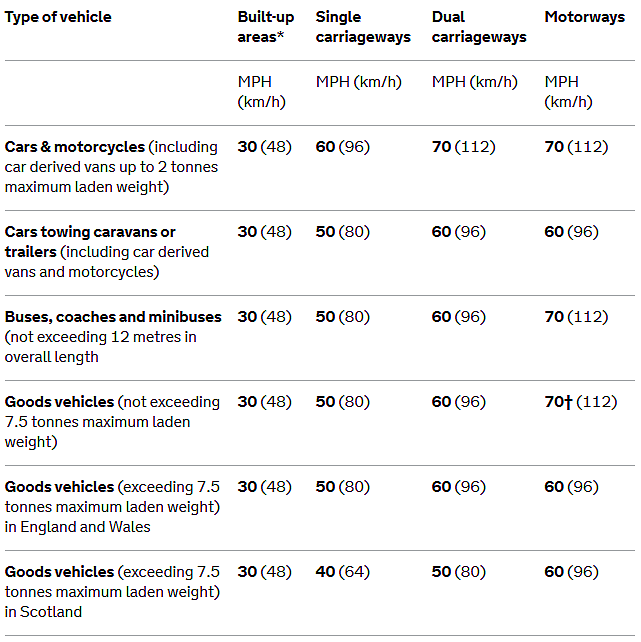 Type of vehicle Built-up areas* Single carriageways Dual carriageways Motorways
MPH (km/h) MPH (km/h) MPH (km/h) MPH (km/h)
Cars & motorcycles (including car derived vans up to 2 tonnes maximum laden weight) 30 (48) 60 (96) 70 (112) 70 (112)
Cars towing caravans or trailers (including car derived vans and motorcycles) 30 (48) 50 (80) 60 (96) 60 (96)
Buses, coaches and minibuses (not exceeding 12 metres in overall length 30 (48) 50 (80) 60 (96) 70 (112)
Goods vehicles (not exceeding 7.5 tonnes maximum laden weight) 30 (48) 50 (80) 60 (96) 70† (112)
Goods vehicles (exceeding 7.5 tonnes maximum laden weight) in England and Wales 30 (48) 50 (80) 60 (96) 60 (96)
Goods vehicles (exceeding 7.5 tonnes maximum laden weight) in Scotland 30 (48) 40 (64) 50 (80) 60 (96)